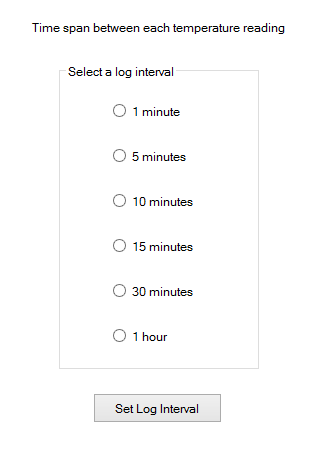 Time span between each temperature reading
Select a log interval
1 minute
5 minutes
10 minutes
15 minutes
30 minutes
1 hour
Set Log Interval